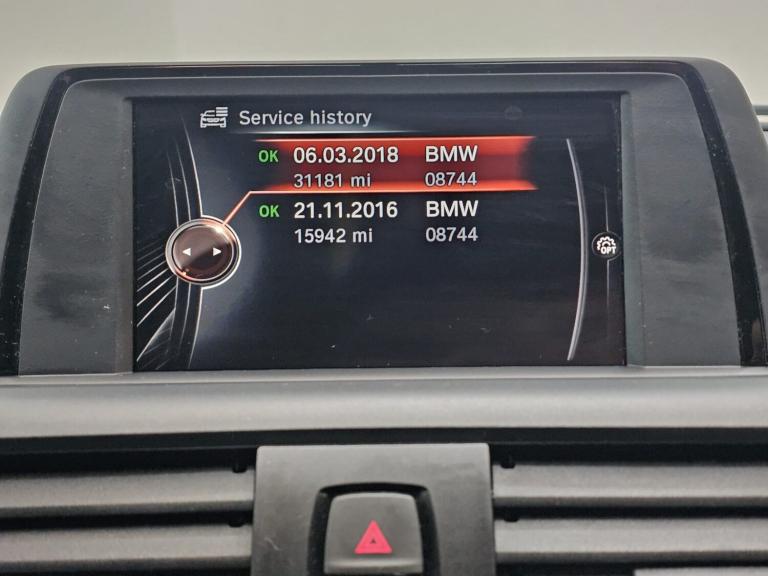 Service history
OK 06.03.2018 BMW
31181 mi 08744
OK 21.11.2016 BMW
15942 mi 08744
OPT